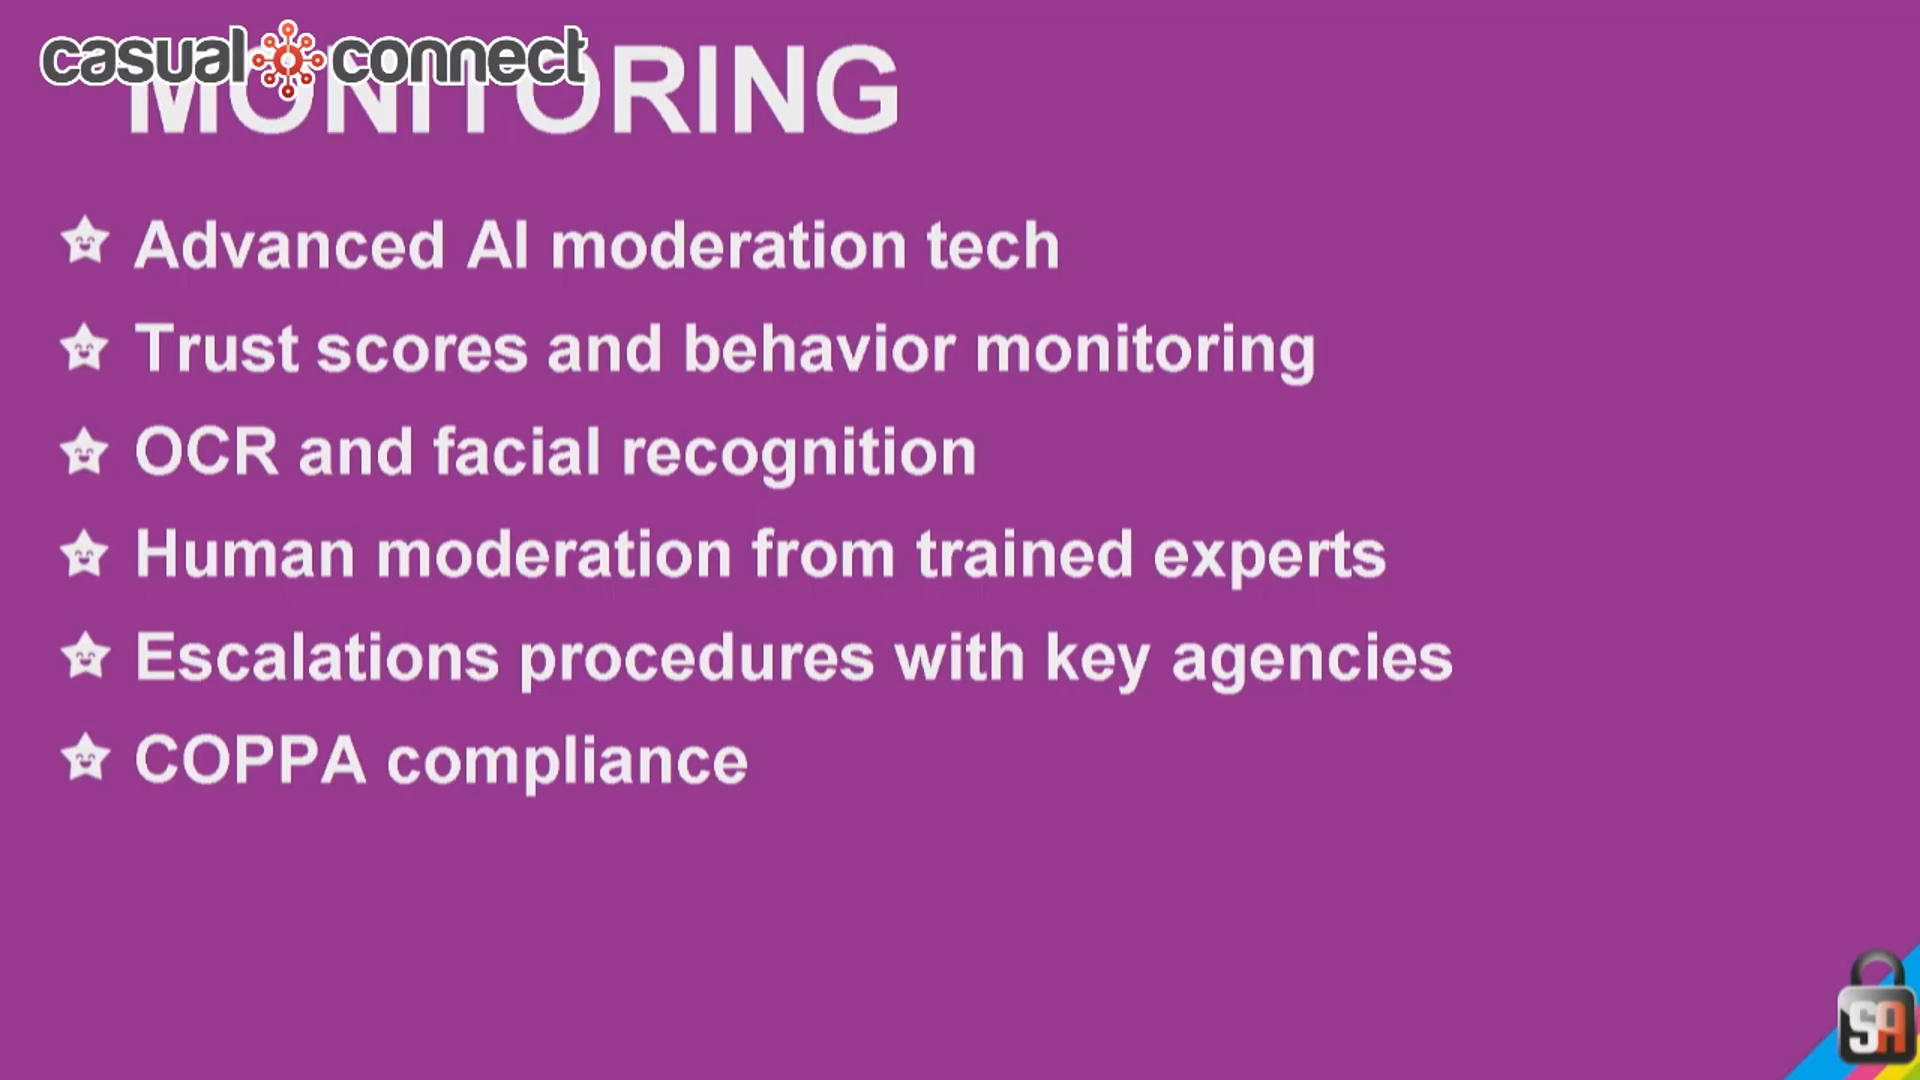 casual connect
MONITORING
Advanced AI moderation tech
Trust scores and behavior monitoring
OCR and facial recognition
Human moderation from trained experts
Escalations procedures with key agencies
COPPA compliance
SA